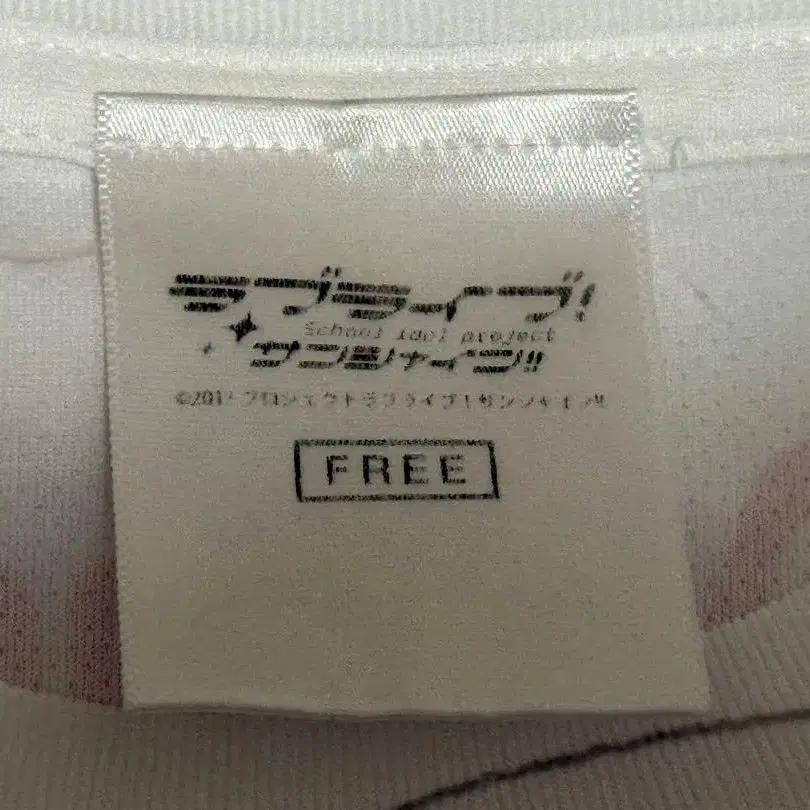 ラブライブ!
School idol project
サンシャイン!!
©2017 プロジェクトラブライブ!サンシャイン!!
FREE